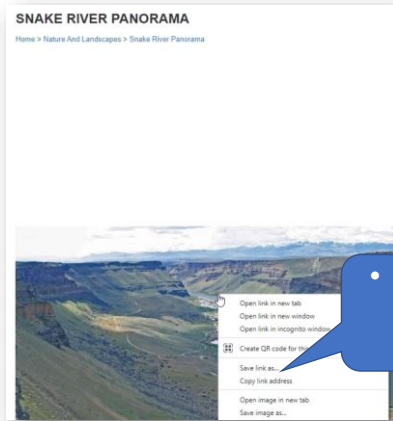 SNAKE RIVER PANORAMA
Home > Nature And Landscapes > Snake River Panorama
Open link in new tab
Open link in new window
Open link in incognito window
Create QR code for this
Save link as...
Copy link address
Open image in new tab
Save image as...